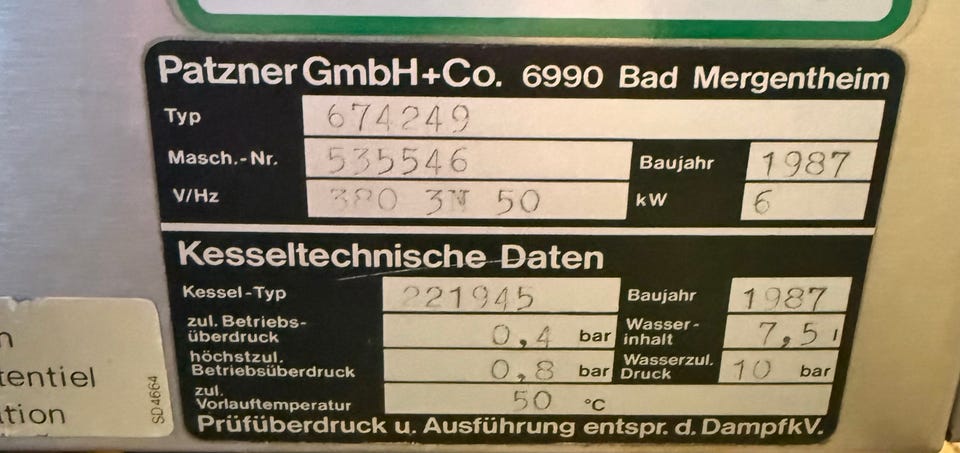 Patzner GmbH+Co. 6990 Bad Mergentheim
Typ 674249
Masch.-Nr. 535546 Baujahr 1987
V/Hz 380 3N 50 kW 6
Kesseltechnische Daten
Kessel-Typ 221945 Baujahr 1987
zul. Betriebs-
überdruck 0,4 bar
Wasser-
inhalt 7,5 l
höchstzul.
Betriebsüberdruck 0,8 bar
Wasserzul.
Druck 10 bar
zul.
Vorlauftemperatur 50 °C
Prüfüberdruck u. Ausführung entspr. d. DampfkV.
tentiel
tion
SD4664